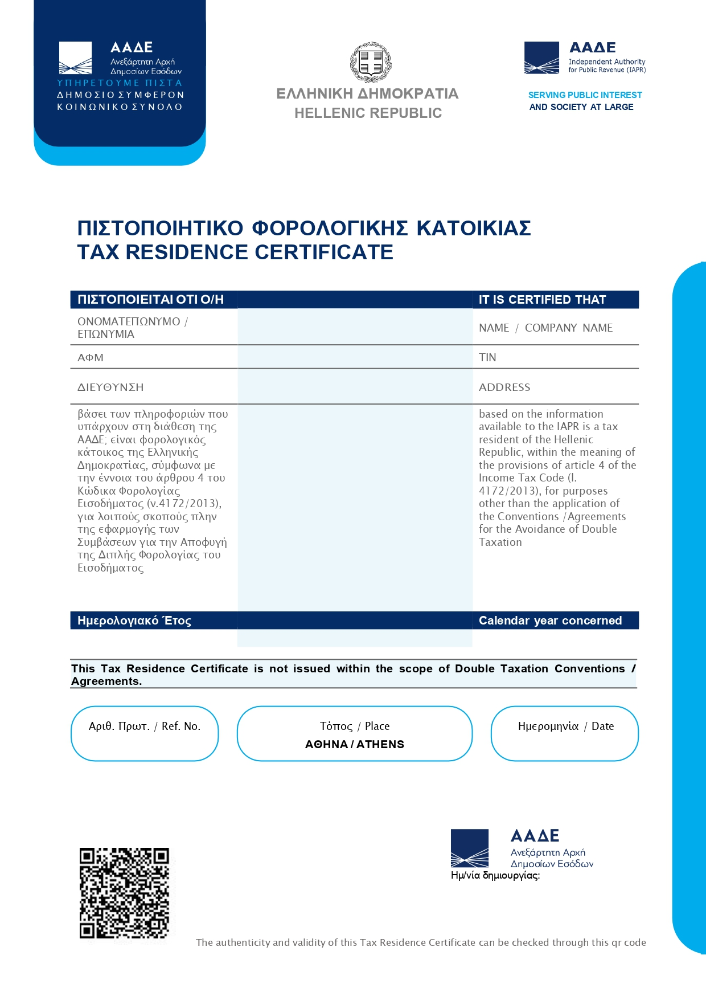 ΑΑΔΕ
Ανεξάρτητη Αρχή
Δημοσίων Εσόδων
ΥΠΗΡΕΤΟΥΜΕ ΠΙΣΤΑ
ΔΗΜΟΣΙΟ ΣΥΜΦΕΡΟΝ
ΚΟΙΝΩΝΙΚΟ ΣΥΝΟΛΟ
ΕΛΛΗΝΙΚΗ ΔΗΜΟΚΡΑΤΙΑ
HELLENIC REPUBLIC
ΑΑΔΕ
Independent Authority
for Public Revenue (IAPR)
SERVING PUBLIC INTEREST
AND SOCIETY AT LARGE
ΠΙΣΤΟΠΟΙΗΤΙΚΟ ΦΟΡΟΛΟΓΙΚΗΣ ΚΑΤΟΙΚΙΑΣ
TAX RESIDENCE CERTIFICATE
ΠΙΣΤΟΠΟΙΕΙΤΑΙ ΟΤΙ Ο/Η
IT IS CERTIFIED THAT
ΟΝΟΜΑΤΕΠΩΝΥΜΟ /
ΕΠΩΝΥΜΙΑ
NAME / COMPANY NAME
ΑΦΜ
TIN
ΔΙΕΥΘΥΝΣΗ
ADDRESS
βάσει των πληροφοριών που
υπάρχουν στη διάθεση της
ΑΑΔΕ; είναι φορολογικός
κάτοικος της Ελληνικής
Δημοκρατίας, σύμφωνα με
την έννοια του άρθρου 4 του
Κώδικα Φορολογίας
Εισοδήματος (ν.4172/2013),
για λοιπούς σκοπούς πλην
της εφαρμογής των
Συμβάσεων για την Αποφυγή
της Διπλής Φορολογίας του
Εισοδήματος
based on the information
available to the IAPR is a tax
resident of the Hellenic
Republic, within the meaning of
the provisions of article 4 of the
Income Tax Code (l.
4172/2013), for purposes
other than the application of
the Conventions /Agreements
for the Avoidance of Double
Taxation
Ημερολογιακό Έτος
Calendar year concerned
This Tax Residence Certificate is not issued within the scope of Double Taxation Conventions /
Agreements.
Αριθ. Πρωτ. / Ref. No.
Τόπος / Place
ΑΘΗΝΑ / ATHENS
Ημερομηνία / Date
ΑΑΔΕ
Ανεξάρτητη Αρχή
Δημοσίων Εσόδων
Ημ/νία δημιουργίας:
The authenticity and validity of this Tax Residence Certificate can be checked through this qr code